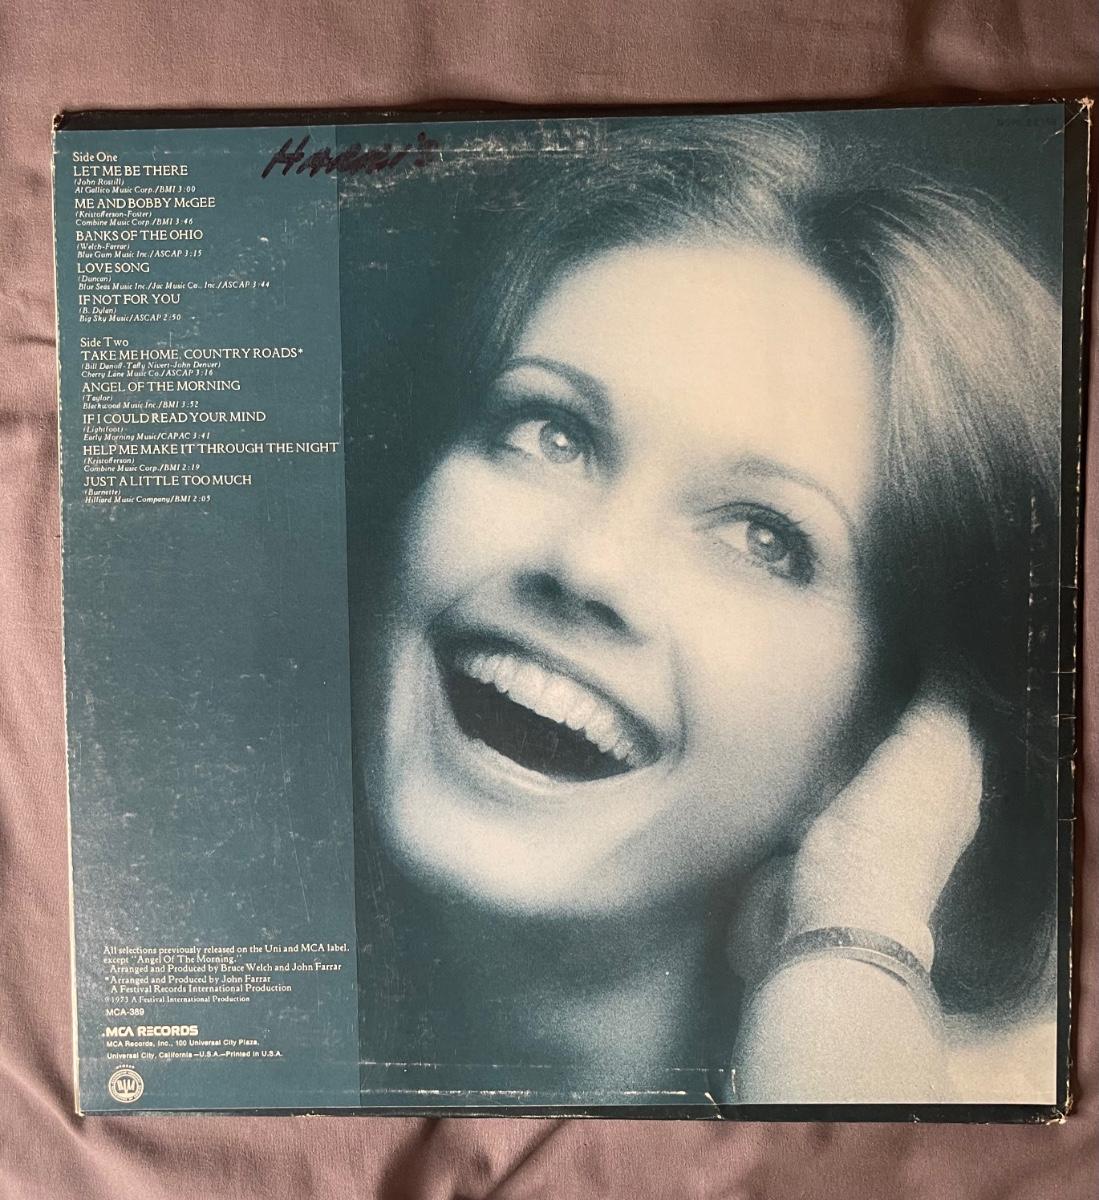 Side One
LET ME BE THERE
(John Rostill)
Al Gallico Music Corp./BMI 3:00
ME AND BOBBY McGEE
(Kristofferson-Foster)
Combine Music Corp./BMI 3:46
BANKS OF THE OHIO
(Welch-Farrar)
Blue Gum Music Inc./ASCAP 3:15
LOVE SONG
(Duncan)
Blue Seas Music Inc./Jac Music Co., Inc./ASCAP 3:44
IF NOT FOR YOU
(B. Dylan)
Big Sky Music/ASCAP 2:50
Side Two
TAKE ME HOME, COUNTRY ROADS*
(Bill Danoff-Taffy Nivert-John Denver)
Cherry Lane Music Co./ASCAP 3:16
ANGEL OF THE MORNING
(Taylor)
Blackwood Music Inc./BMI 3:52
IF I COULD READ YOUR MIND
(Lightfoot)
Early Morning Music/CAPAC 3:41
HELP ME MAKE IT THROUGH THE NIGHT
(Kristofferson)
Combine Music Corp./BMI 2:19
JUST A LITTLE TOO MUCH
(Burnette)
Hilliard Music Company/BMI 2:05
All selections previously released on the Uni and MCA label,
except "Angel Of The Morning."
Arranged and Produced by Bruce Welch and John Farrar
*Arranged and Produced by John Farrar
A Festival Records International Production
℗1973 A Festival International Production
MCA-389
MCA RECORDS
MCA Records, Inc., 100 Universal City Plaza,
Universal City, California—U.S.A.—Printed in U.S.A.